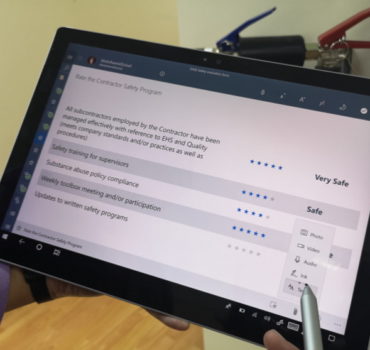 Rate the Contractor Safety Program
All subcontractors employed by the Contractor have been
managed effectively with reference to EHS and Quality
(meets company standards and/or practices as well as
procedures)
Very Safe
Safety training for supervisors
Safe
Substance abuse policy compliance
Weekly toolbox meeting and/or participation
Updates to written safety programs
Photo
Video
Audio
Ink
Rate the Contractor Safety Program